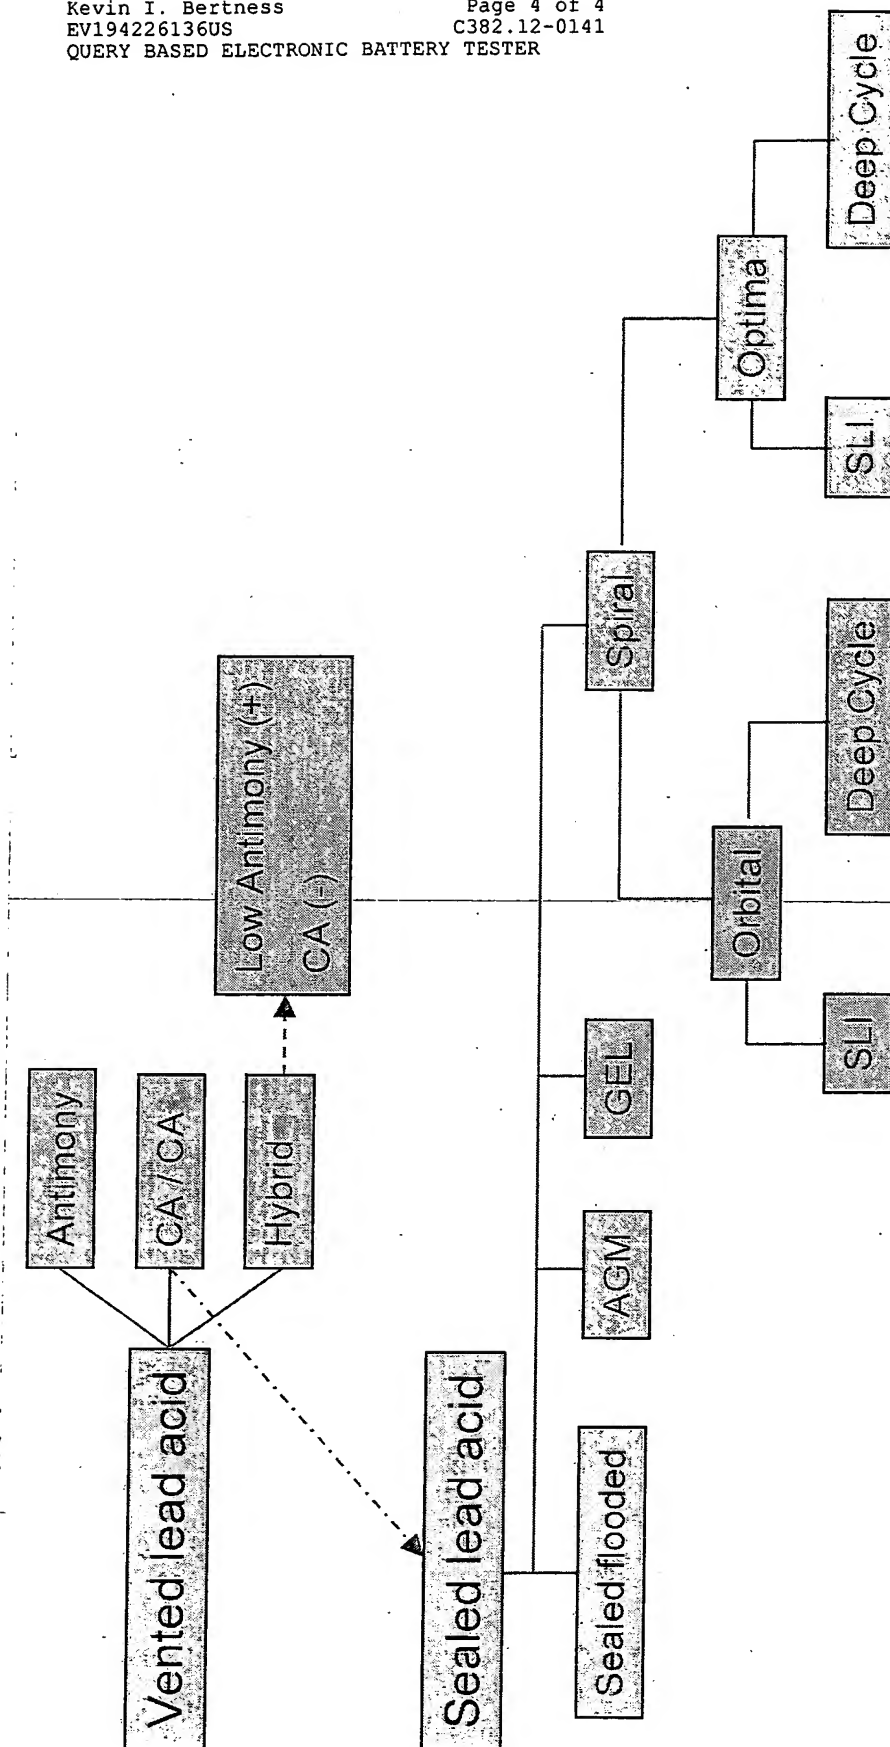 Kevin I. Bertness Page 4 of 4
EV194226136US C382.12-0141
QUERY BASED ELECTRONIC BATTERY TESTER
Vented lead acid
Antimony
CA / CA
Hybrid
Low Antimony (+)
CA (-)
Sealed lead acid
Sealed flooded
AGM
GEL
Spiral
Orbital
SLI
Deep Cycle
Optima
SLI
Deep Cycle